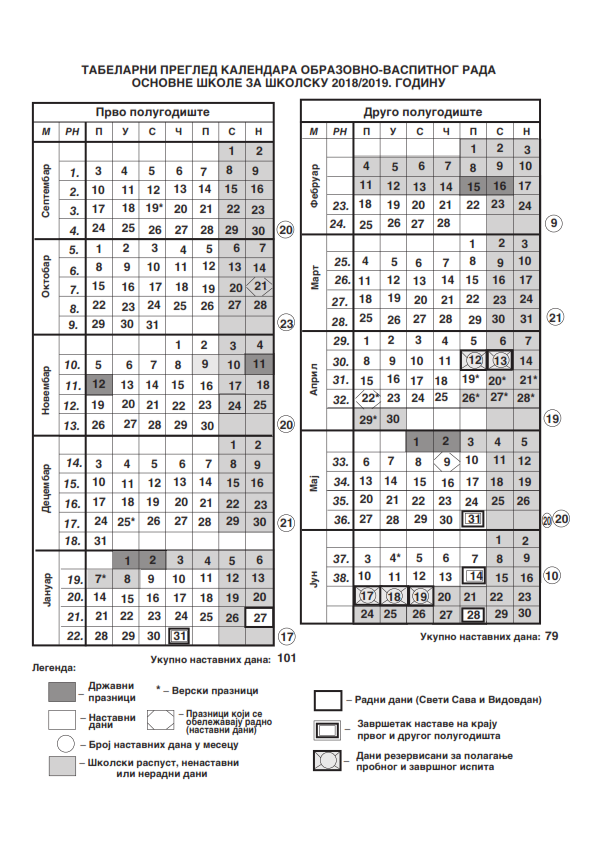 ТАБЕЛАРНИ ПРЕГЛЕД КАЛЕНДАРА ОБРАЗОВНО-ВАСПИТНОГ РАДА
ОСНОВНЕ ШКОЛЕ ЗА ШКОЛСКУ 2018/2019. ГОДИНУ
Прво полугодиште
М РН П У С Ч П С Н
Септембар
1 2
1. 3 4 5 6 7 8 9
2. 10 11 12 13 14 15 16
3. 17 18 19* 20 21 22 23
4. 24 25 26 27 28 29 30 20
Октобар
5. 1 2 3 4 5 6 7
6. 8 9 10 11 12 13 14
7. 15 16 17 18 19 20 21
8. 22 23 24 25 26 27 28
9. 29 30 31 23
Новембар
1 2 3 4
10. 5 6 7 8 9 10 11
11. 12 13 14 15 16 17 18
12. 19 20 21 22 23 24 25
13. 26 27 28 29 30 20
Децембар
1 2
14. 3 4 5 6 7 8 9
15. 10 11 12 13 14 15 16
16. 17 18 19 20 21 22 23
17. 24 25* 26 27 28 29 30 21
18. 31
Јануар
1 2 3 4 5 6
19. 7* 8 9 10 11 12 13
20. 14 15 16 17 18 19 20
21. 21 22 23 24 25 26 27
22. 28 29 30 31 17
Укупно наставних дана: 101
Друго полугодиште
М РН П У С Ч П С Н
Фебруар
1 2 3
4 5 6 7 8 9 10
11 12 13 14 15 16 17
23. 18 19 20 21 22 23 24
24. 25 26 27 28 9
Март
1 2 3
25. 4 5 6 7 8 9 10
26. 11 12 13 14 15 16 17
27. 18 19 20 21 22 23 24
28. 25 26 27 28 29 30 31 21
Април
29. 1 2 3 4 5 6 7
30. 8 9 10 11 12 13 14
31. 15 16 17 18 19* 20* 21*
32. 22* 23 24 25 26* 27* 28*
29* 30 19
Мај
1 2 3 4 5
33. 6 7 8 9 10 11 12
34. 13 14 15 16 17 18 19
35. 20 21 22 23 24 25 26
36. 27 28 29 30 31 20 20
Јун
1 2
37. 3 4* 5 6 7 8 9
38. 10 11 12 13 14 15 16 10
17 18 19 20 21 22 23
24 25 26 27 28 29 30
Укупно наставних дана: 79
Легенда:
– Државни
празници
* – Верски празници
– Наставни
дани
– Празници који се
обележавају радно
(наставни дани)
– Број наставних дана у месецу
– Школски распуст, ненаставни
или нерадни дани
– Радни дани (Свети Сава и Видовдан)
– Завршетак наставе на крају
првог и другог полугодишта
– Дани резервисани за полагање
пробног и завршног испита